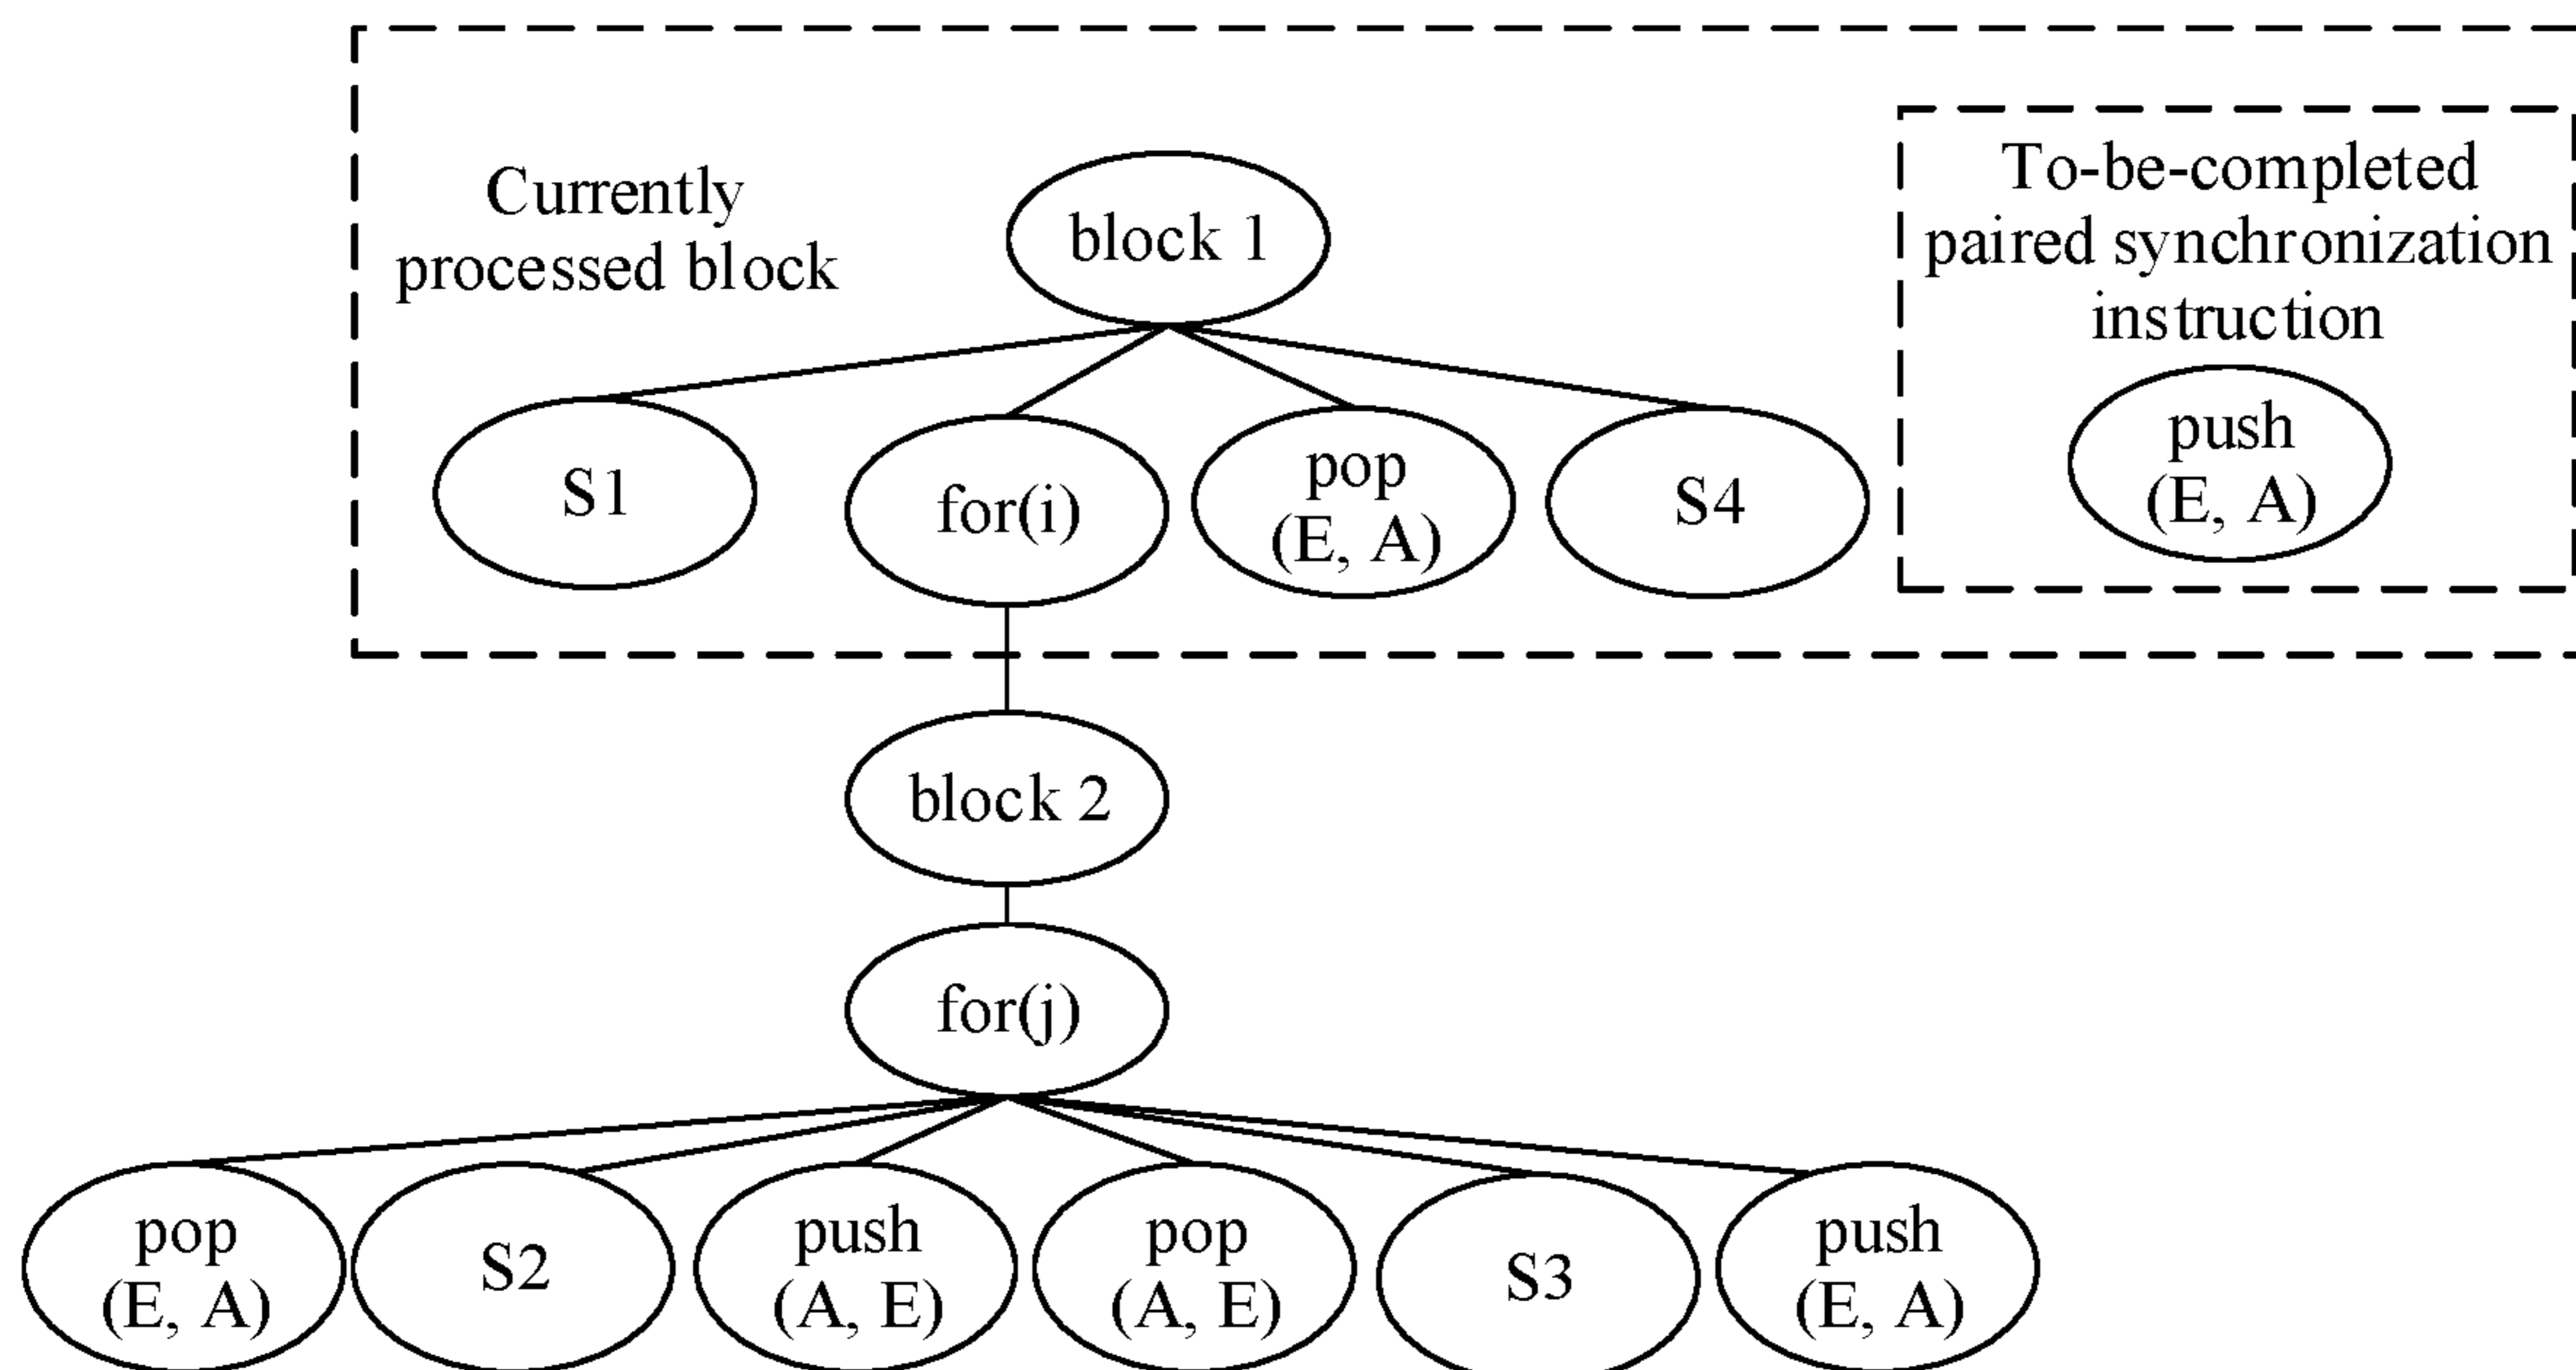 Currently
processed block
block 1
To-be-completed
paired synchronization
instruction
push
(E, A)
S1
for(i)
pop
(E, A)
S4
block 2
for(j)
pop
(E, A)
S2
push
(A, E)
pop
(A, E)
S3
push
(E, A)